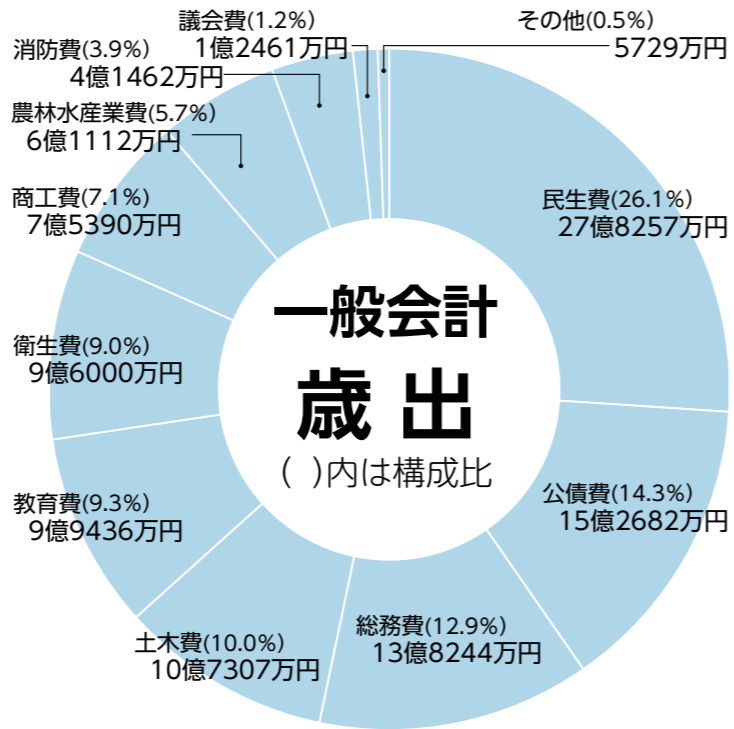 議会費(1.2%)
1億2461万円
その他(0.5%)
5729万円
消防費(3.9%)
4億1462万円
農林水産業費(5.7%)
6億1112万円
商工費(7.1%)
7億5390万円
民生費(26.1%)
27億8257万円
一般会計
歳出
( )内は構成比
衛生費(9.0%)
9億6000万円
教育費(9.3%)
9億9436万円
公債費(14.3%)
15億2682万円
土木費(10.0%)
10億7307万円
総務費(12.9%)
13億8244万円